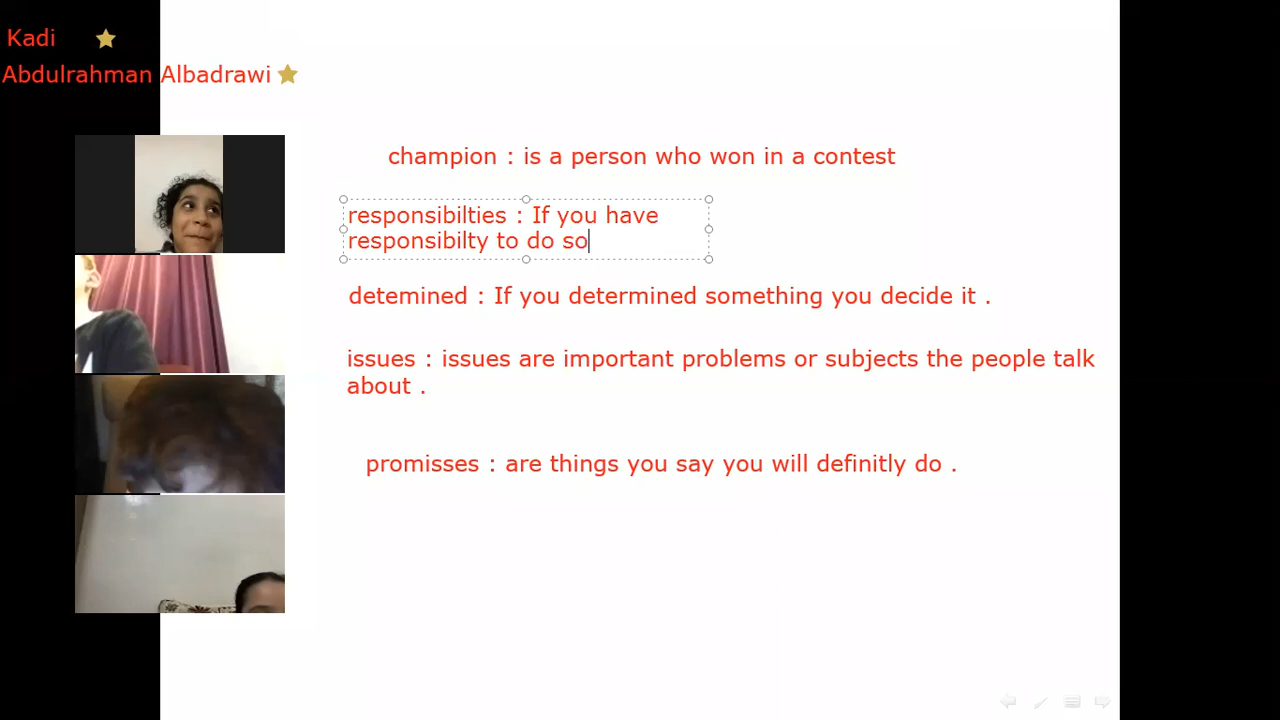 Kadi
Abdulrahman Albadrawi
champion : is a person who won in a contest
responsibilties : If you have
responsibilty to do so
detemined : If you determined something you decide it .
issues : issues are important problems or subjects the people talk
about .
promisses : are things you say you will definitly do .